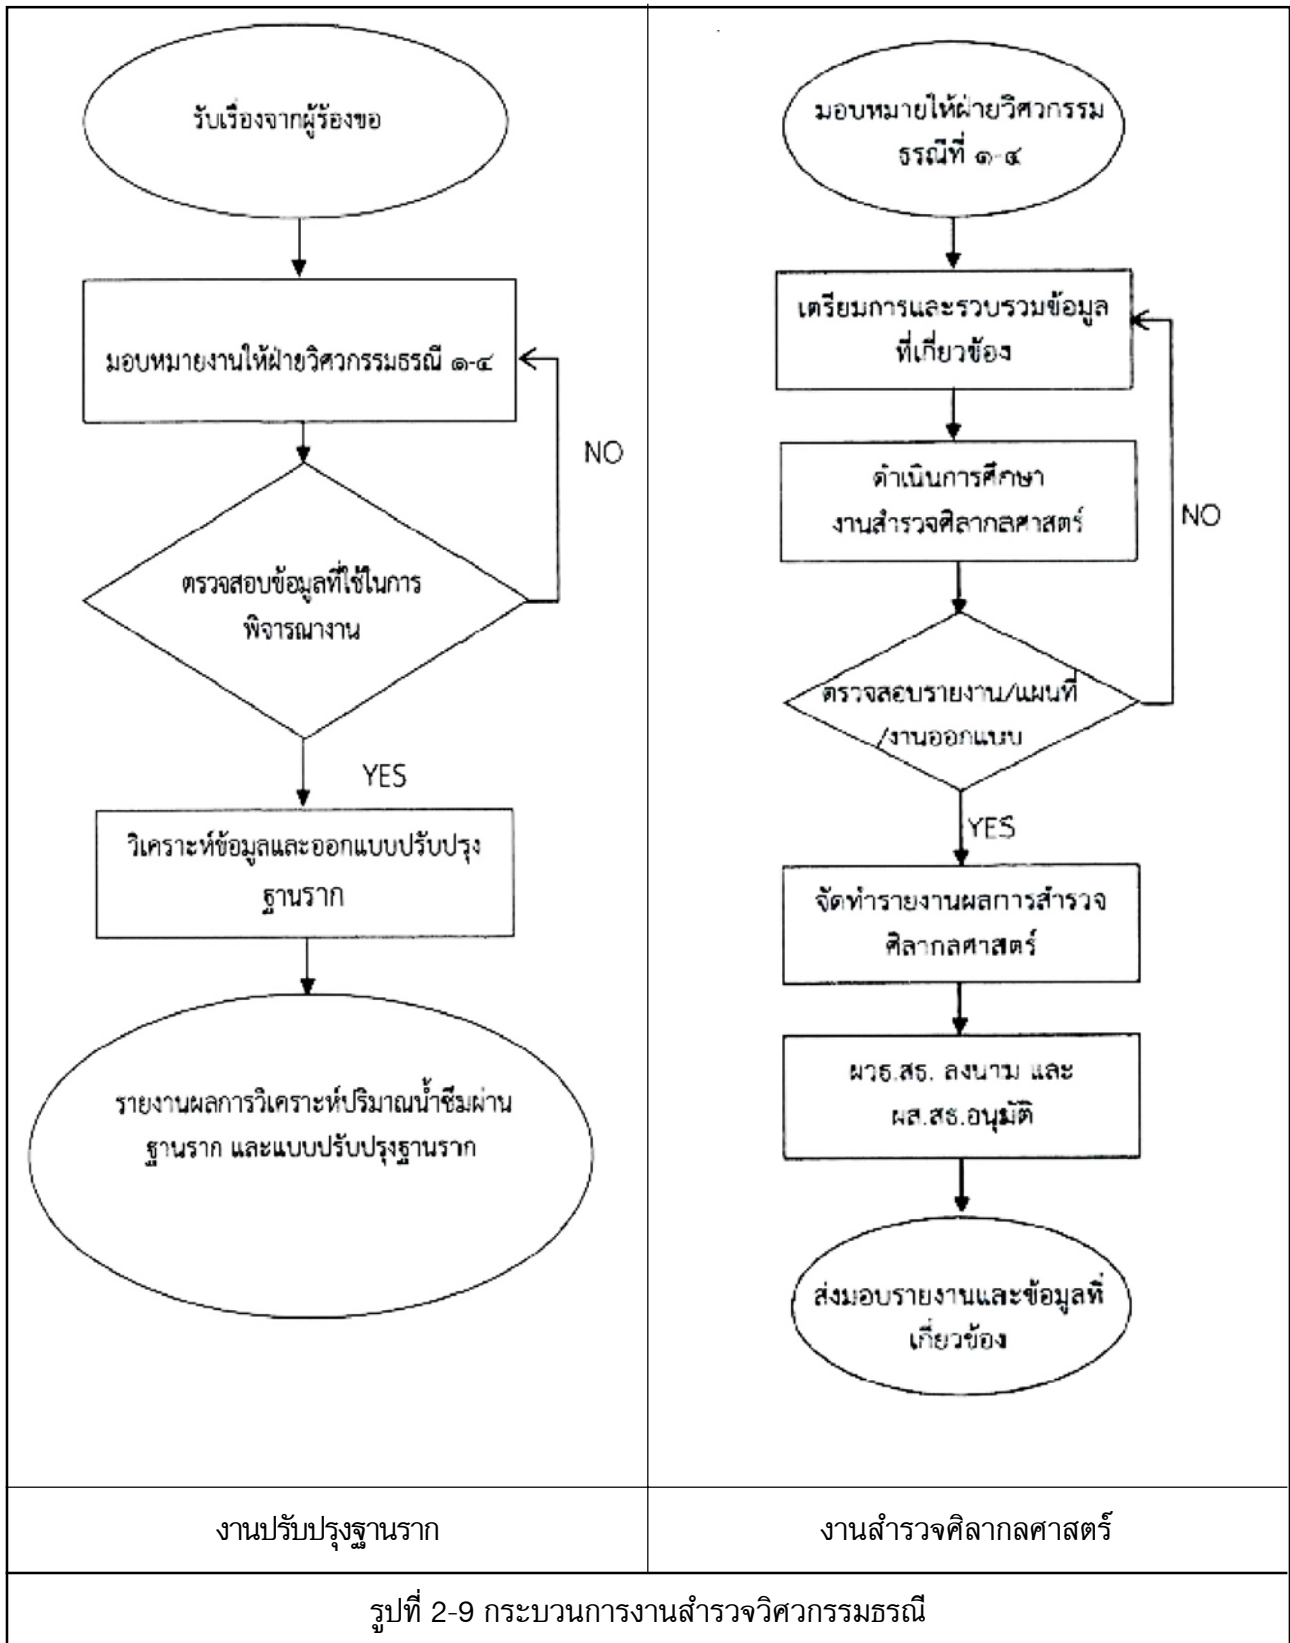 รับเรื่องจากผู้ร้องขอ
มอบหมายงานให้ฝ่ายวิศวกรรมธรณี ๑-๔
NO
ตรวจสอบข้อมูลที่ใช้ในการ
พิจารณางาน
YES
วิเคราะห์ข้อมูลและออกแบบปรับปรุง
ฐานราก
รายงานผลการวิเคราะห์ปริมาณน้ำซึมผ่าน
ฐานราก และแบบปรับปรุงฐานราก
งานปรับปรุงฐานราก
มอบหมายให้ฝ่ายวิศวกรรม
ธรณีที่ ๑-๔
เตรียมการและรวบรวมข้อมูล
ที่เกี่ยวข้อง
ดำเนินการศึกษา
งานสำรวจศิลากลศาสตร์
NO
ตรวจสอบรายงาน/แผนที่
/งานออกแบบ
YES
จัดทำรายงานผลการสำรวจ
ศิลากลศาสตร์
ผวธ.สธ. ลงนาม และ
ผส.สธ.อนุมัติ
ส่งมอบรายงานและข้อมูลที่
เกี่ยวข้อง
งานสำรวจศิลากลศาสตร์
รูปที่ 2-9 กระบวนการงานสำรวจวิศวกรรมธรณี